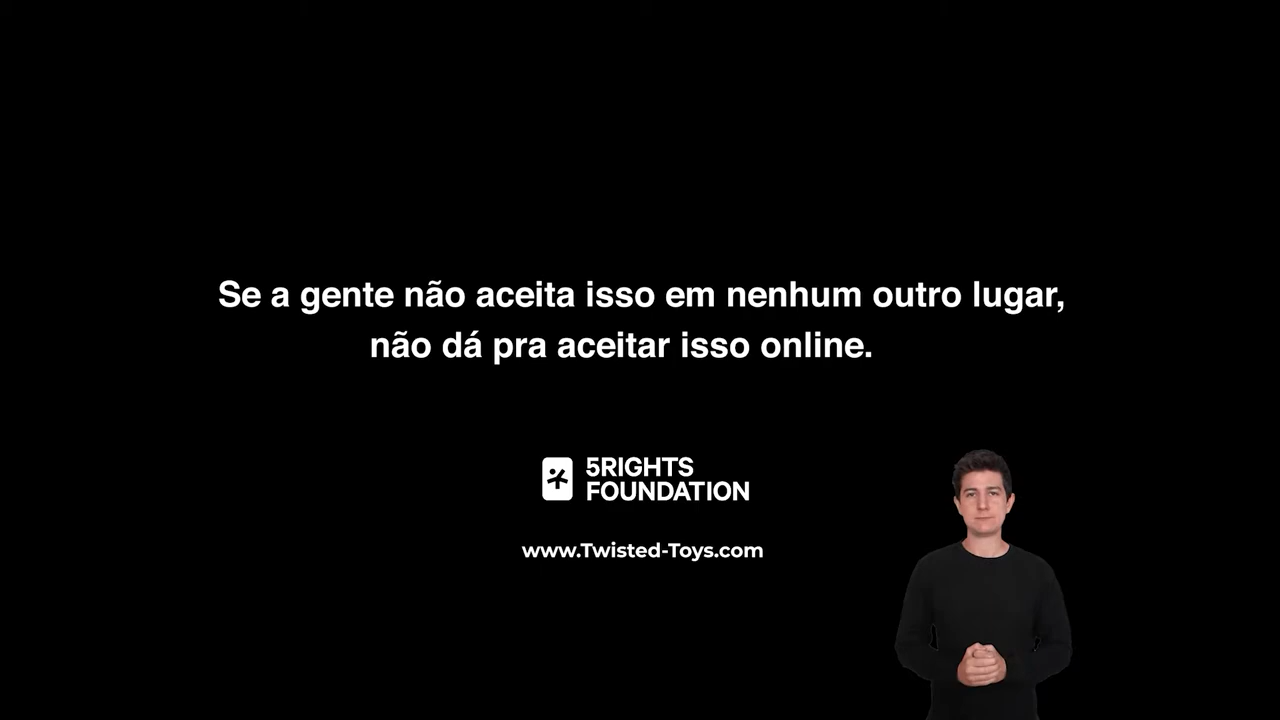 Se a gente não aceita isso em nenhum outro lugar,
não dá pra aceitar isso online.
5RIGHTS
FOUNDATION
www.Twisted-Toys.com